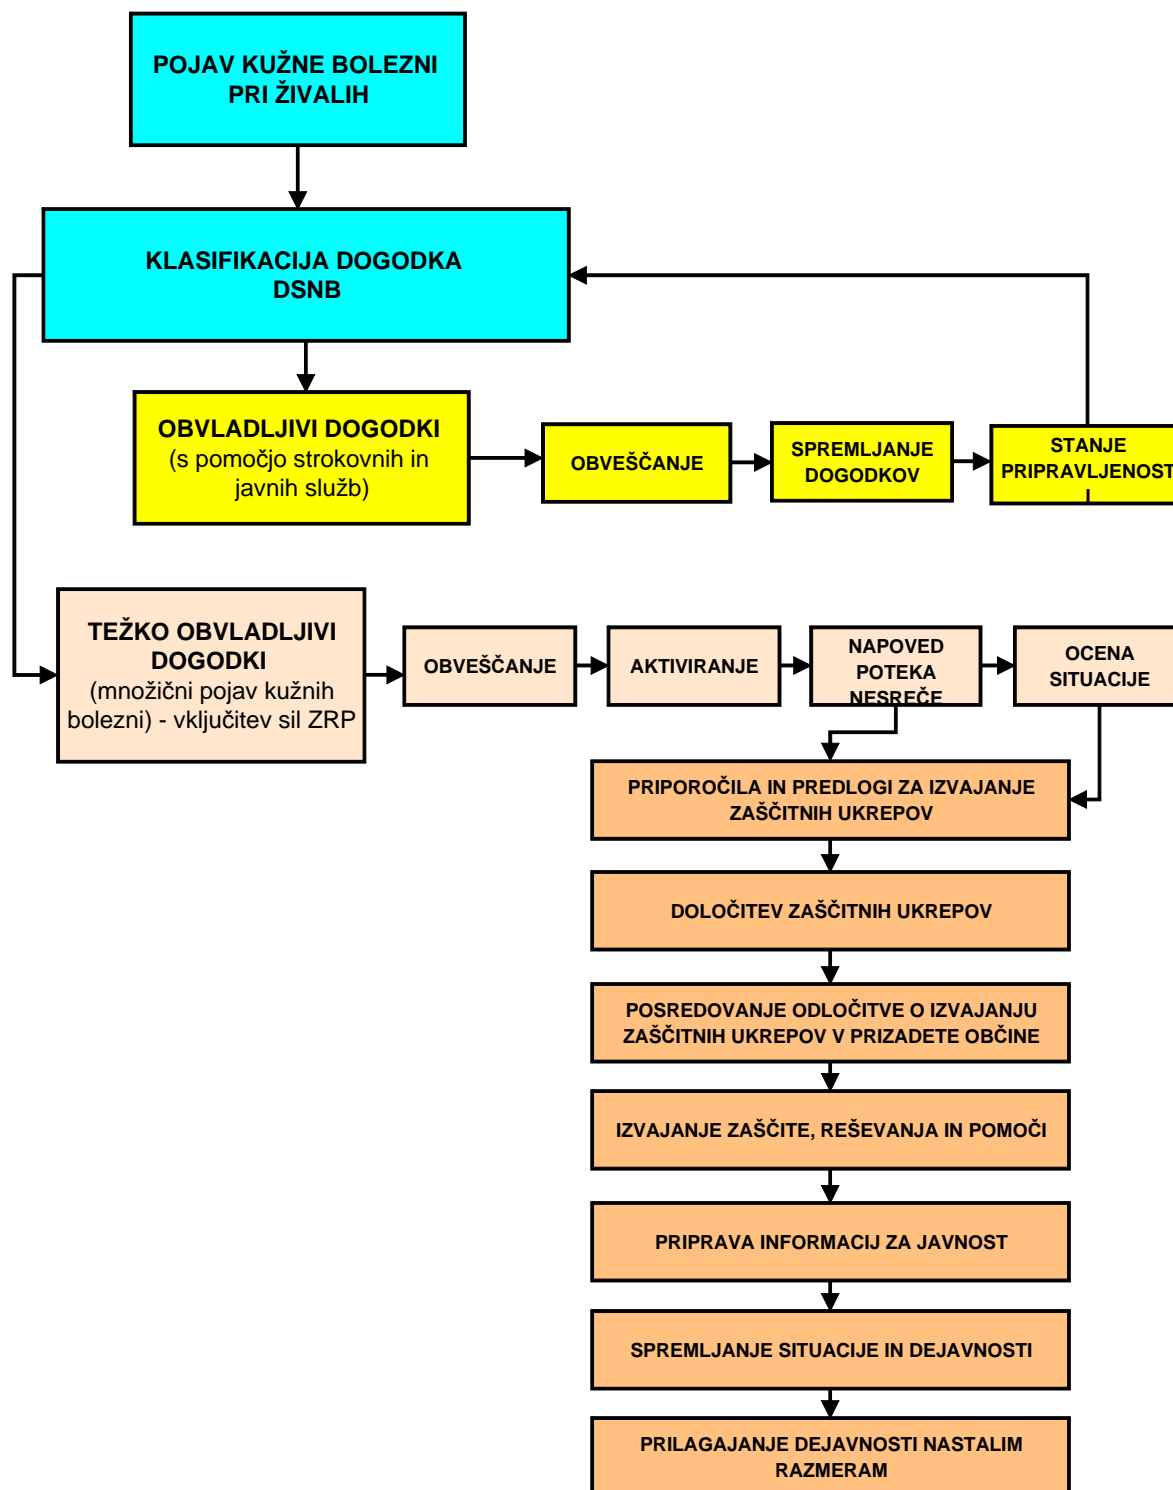 POJAV KUŽNE BOLEZNI
PRI ŽIVALIH
KLASIFIKACIJA DOGODKA
DSNB
OBVLADLJIVI DOGODKI
(s pomočjo strokovnih in
javnih služb)
OBVEŠČANJE
SPREMLJANJE
DOGODKOV
STANJE
PRIPRAVLJENOST
TEŽKO OBVLADLJIVI
DOGODKI
(množični pojav kužnih
bolezni) - vključitev sil ZRP
OBVEŠČANJE
AKTIVIRANJE
NAPOVED
POTEKA
NESREČE
OCENA
SITUACIJE
PRIPOROČILA IN PREDLOGI ZA IZVAJANJE
ZAŠČITNIH UKREPOV
DOLOČITEV ZAŠČITNIH UKREPOV
POSREDOVANJE ODLOČITVE O IZVAJANJU
ZAŠČITNIH UKREPOV V PRIZADETE OBČINE
IZVAJANJE ZAŠČITE, REŠEVANJA IN POMOČI
PRIPRAVA INFORMACIJ ZA JAVNOST
SPREMLJANJE SITUACIJE IN DEJAVNOSTI
PRILAGAJANJE DEJAVNOSTI NASTALIM
RAZMERAM